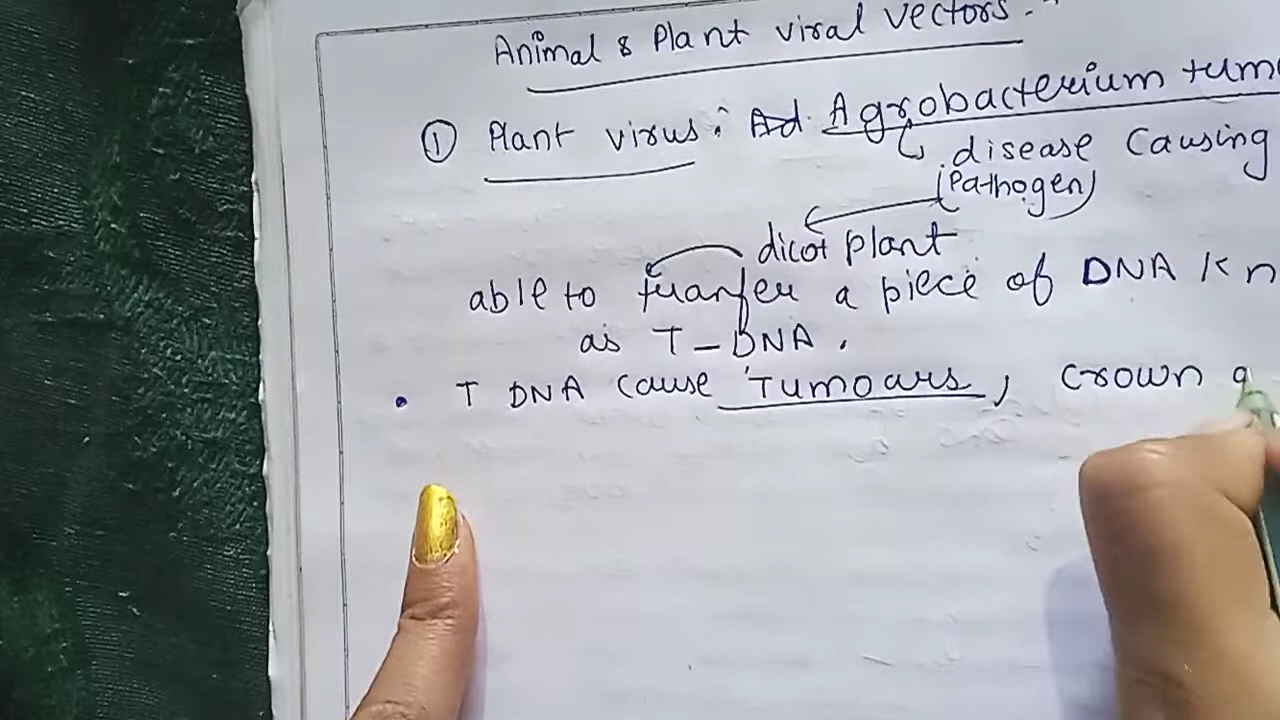 Animal & Plant viral vectors.
① Plant virus: Ad Agrobacterium tum
↳ disease causing
(Pathogen)
dicot plant
able to tranfer a piece of DNA Kn
as T-DNA.
• T DNA cause Tumours, crown g